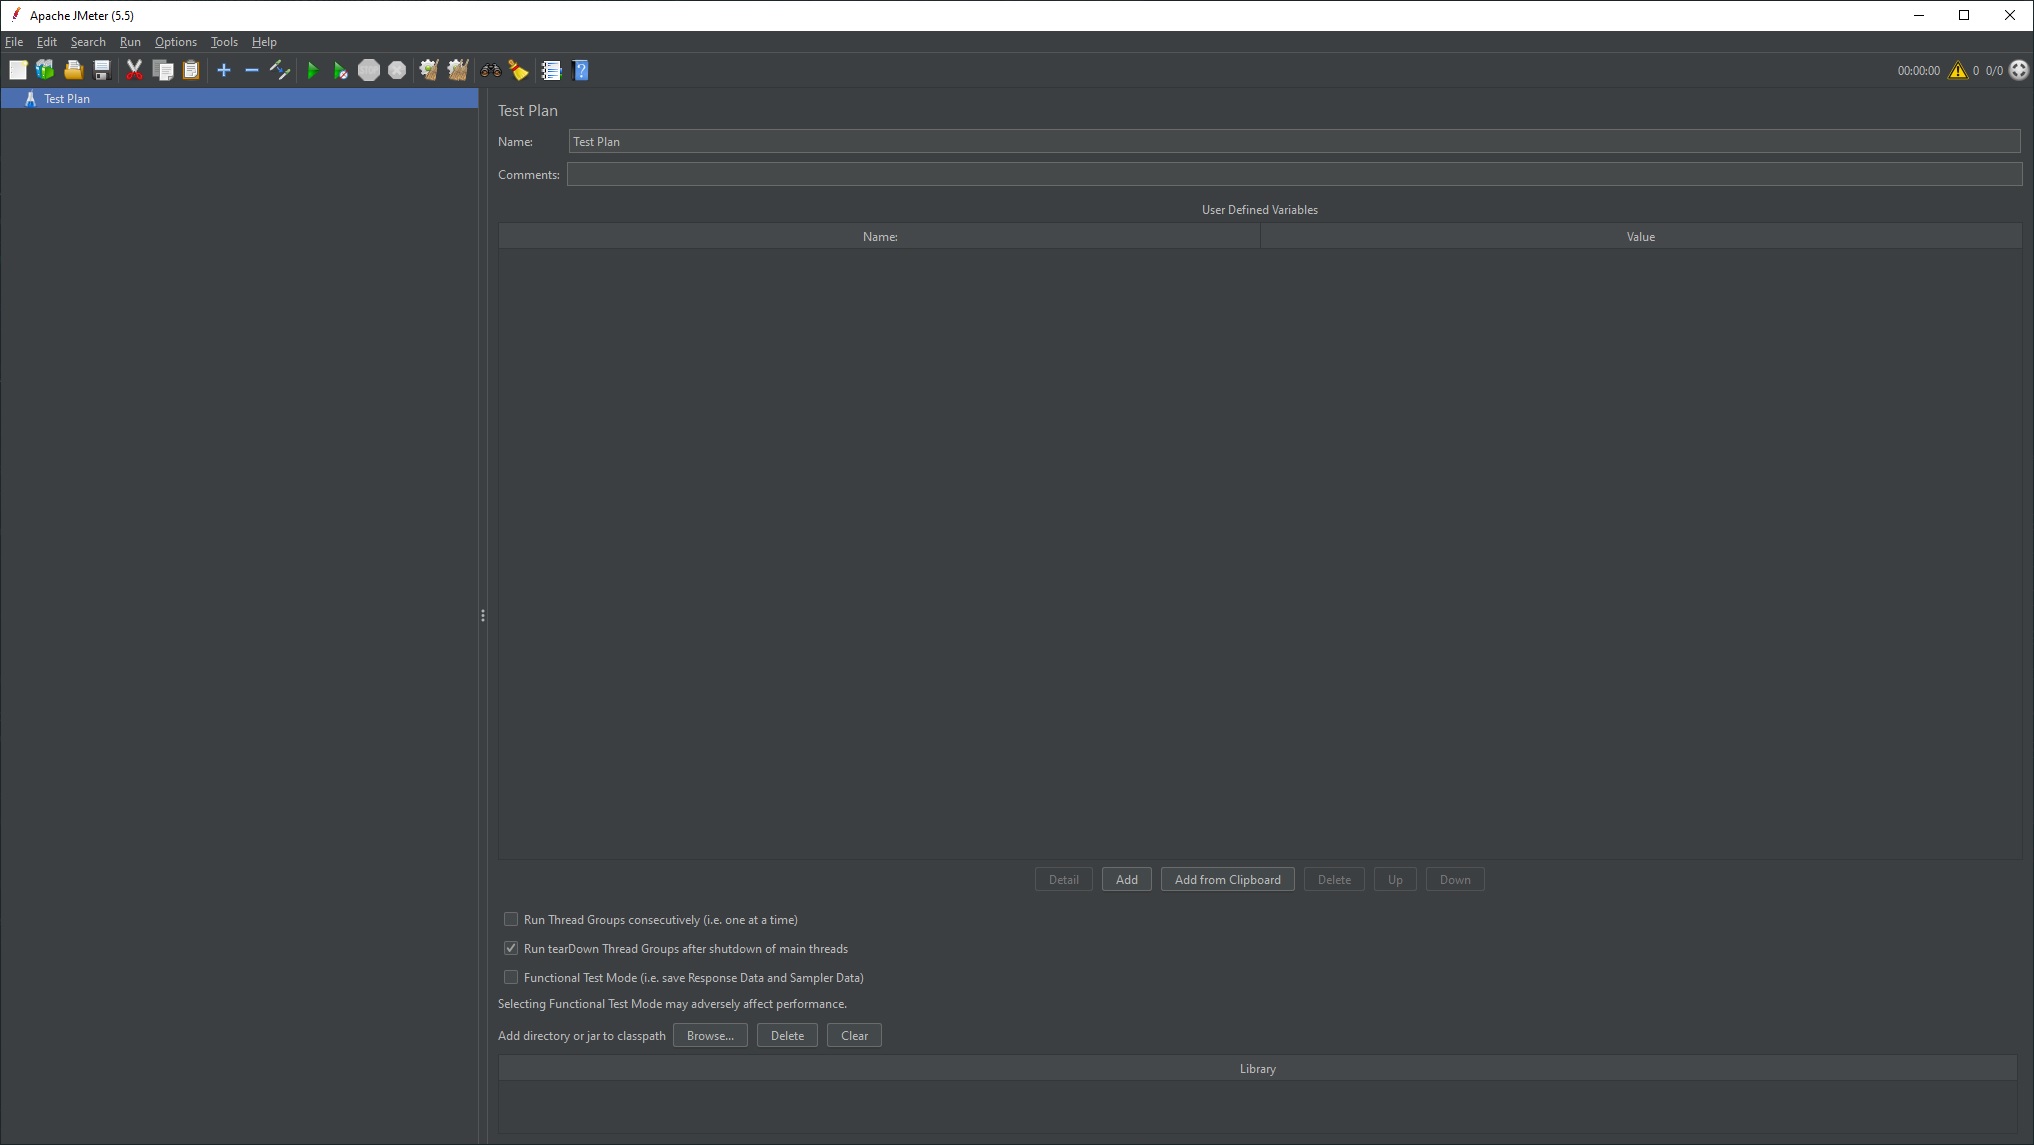 Apache JMeter (5.5)
File Edit Search Run Options Tools Help
00:00:00 0 0/0
Test Plan
Test Plan
Name: Test Plan
Comments:
User Defined Variables
Name: Value
Detail Add Add from Clipboard Delete Up Down
Run Thread Groups consecutively (i.e. one at a time)
Run tearDown Thread Groups after shutdown of main threads
Functional Test Mode (i.e. save Response Data and Sampler Data)
Selecting Functional Test Mode may adversely affect performance.
Add directory or jar to classpath Browse... Delete Clear
Library